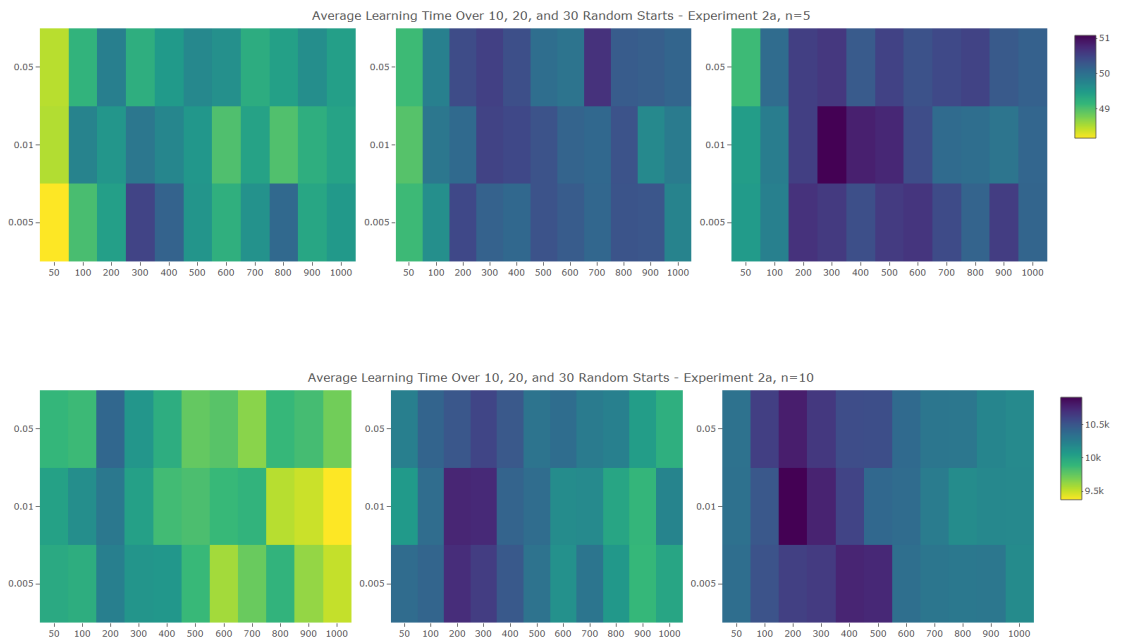 Average Learning Time Over 10, 20, and 30 Random Starts - Experiment 2a, n=5
0.05
0.01
0.005
50 100 200 300 400 500 600 700 800 900 1000
0.05
0.01
0.005
50 100 200 300 400 500 600 700 800 900 1000
0.05
0.01
0.005
50 100 200 300 400 500 600 700 800 900 1000
51
50
49
Average Learning Time Over 10, 20, and 30 Random Starts - Experiment 2a, n=10
0.05
0.01
0.005
50 100 200 300 400 500 600 700 800 900 1000
0.05
0.01
0.005
50 100 200 300 400 500 600 700 800 900 1000
0.05
0.01
0.005
50 100 200 300 400 500 600 700 800 900 1000
10.5k
10k
9.5k